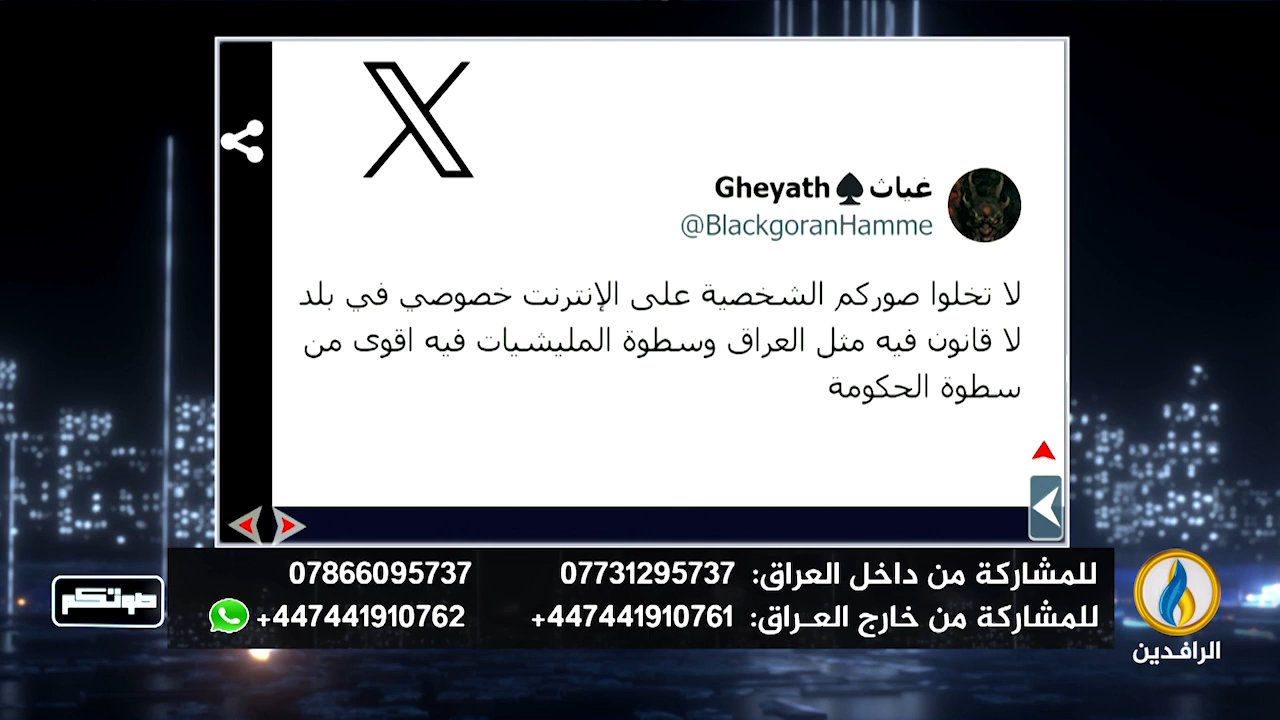 غياث♠Gheyath
@BlackgoranHamme
لا تخلوا صوركم الشخصية على الإنترنت خصوصي في بلد
لا قانون فيه مثل العراق وسطوة المليشيات فيه اقوى من
سطوة الحكومة
للمشاركة من داخل العراق: 07731295737 07866095737
للمشاركة من خارج العـراق: 447441910761+ 447441910762+
صوتكم
الرافدين